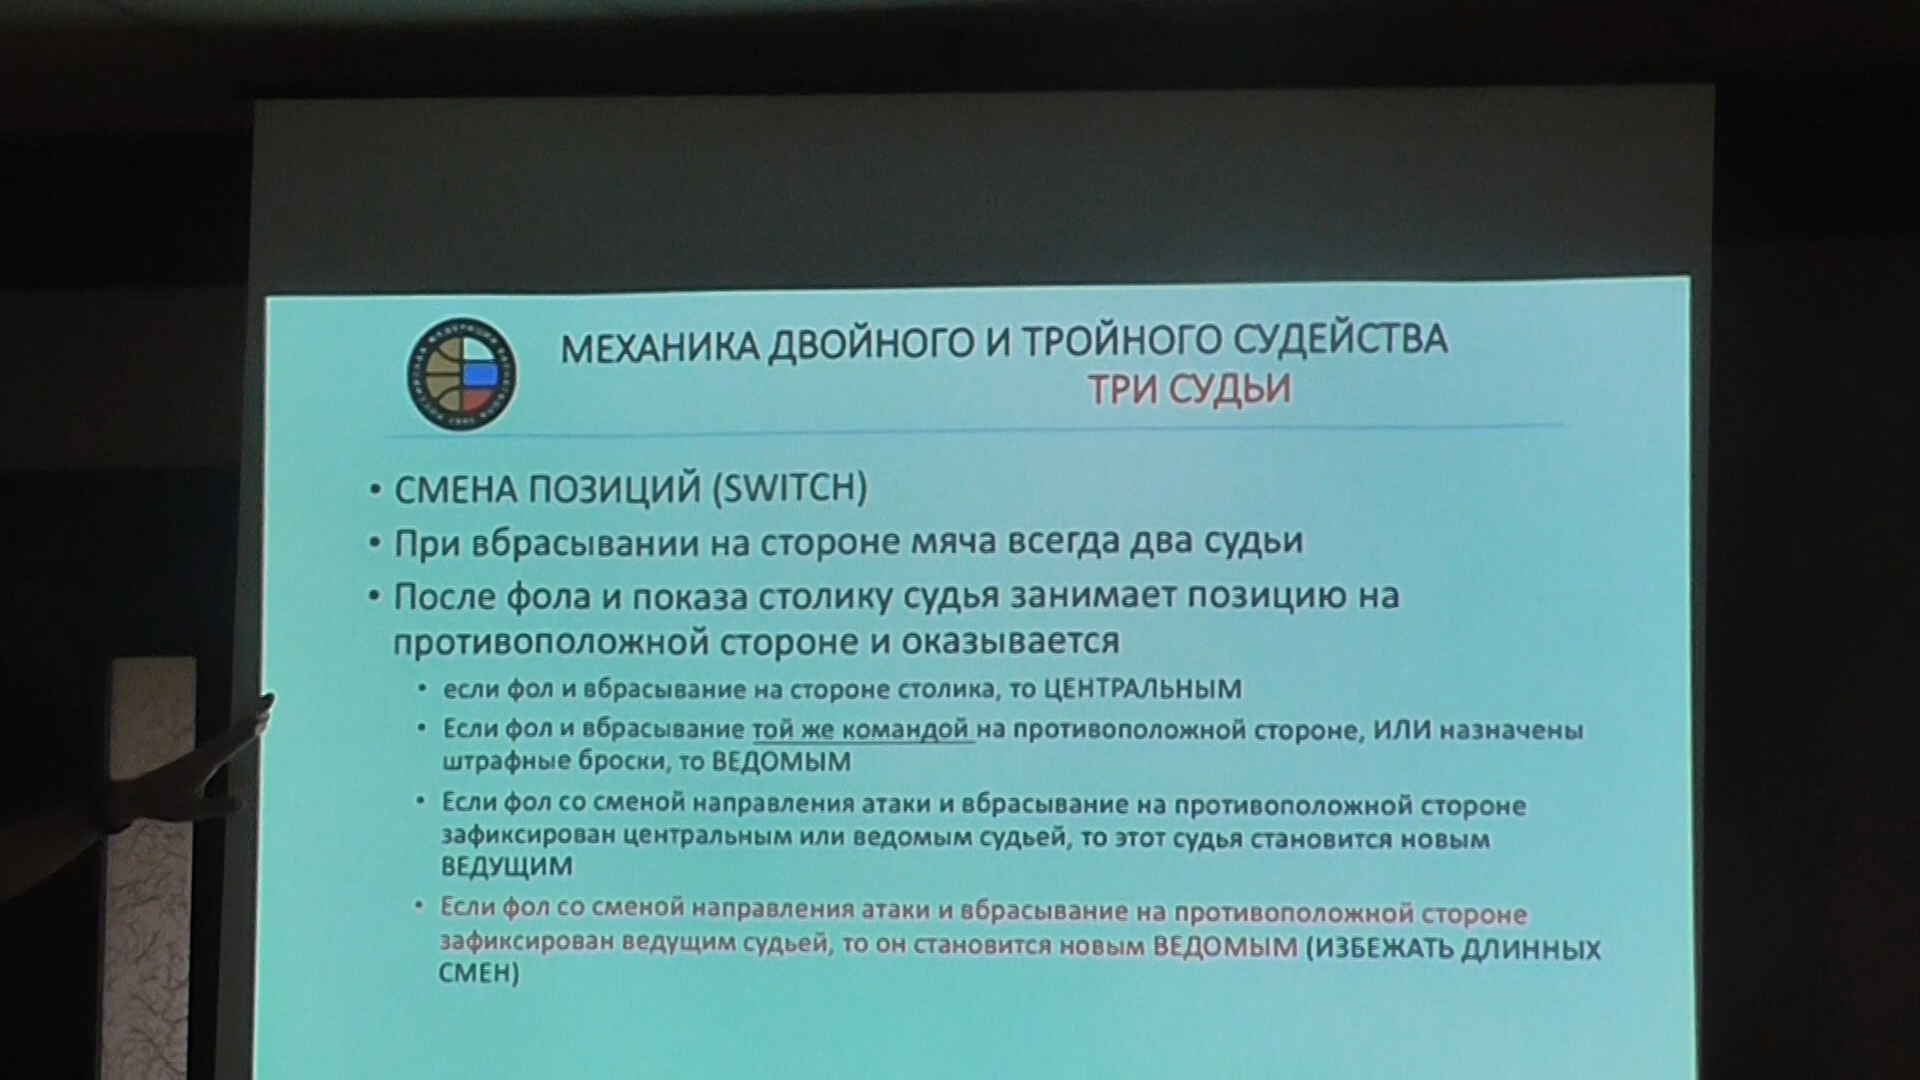 МЕХАНИКА ДВОЙНОГО И ТРОЙНОГО СУДЕЙСТВА
ТРИ СУДЬИ
• СМЕНА ПОЗИЦИЙ (SWITCH)
• При вбрасывании на стороне мяча всегда два судьи
• После фола и показа столику судья занимает позицию на
противоположной стороне и оказывается
• если фол и вбрасывание на стороне столика, то ЦЕНТРАЛЬНЫМ
• Если фол и вбрасывание той же командой на противоположной стороне, ИЛИ назначены
штрафные броски, то ВЕДОМЫМ
• Если фол со сменой направления атаки и вбрасывание на противоположной стороне
зафиксирован центральным или ведомым судьей, то этот судья становится новым
ВЕДУЩИМ
• Если фол со сменой направления атаки и вбрасывание на противоположной стороне
зафиксирован ведущим судьей, то он становится новым ВЕДОМЫМ (ИЗБЕЖАТЬ ДЛИННЫХ
СМЕН)